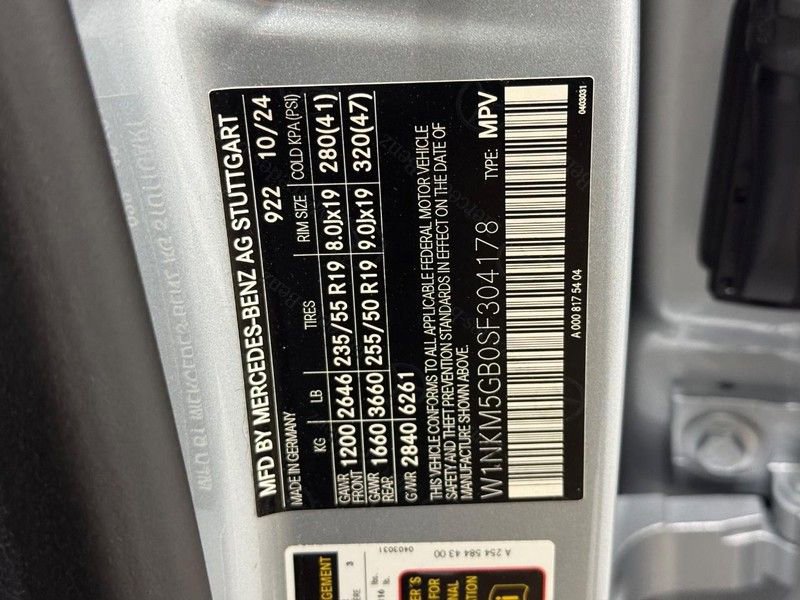 MFD BY MERCEDES-BENZ AG STUTTGART
MADE IN GERMANY 922 10/24
KG LB TIRES RIM SIZE COLD KPA (PSI)
GAWR FRONT 1200 2646 235/55 R19 8.0Jx19 280(41)
GAWR REAR 1660 3660 255/50 R19 9.0Jx19 320(47)
GVWR 2840 6261
THIS VEHICLE CONFORMS TO ALL APPLICABLE FEDERAL MOTOR VEHICLE
SAFETY AND THEFT PREVENTION STANDARDS IN EFFECT ON THE DATE OF
MANUFACTURE SHOWN ABOVE.
W1NKM5GB0SF304178 TYPE: MPV
A 000 817 54 04
0403031
A 254 584 43 00
0403031